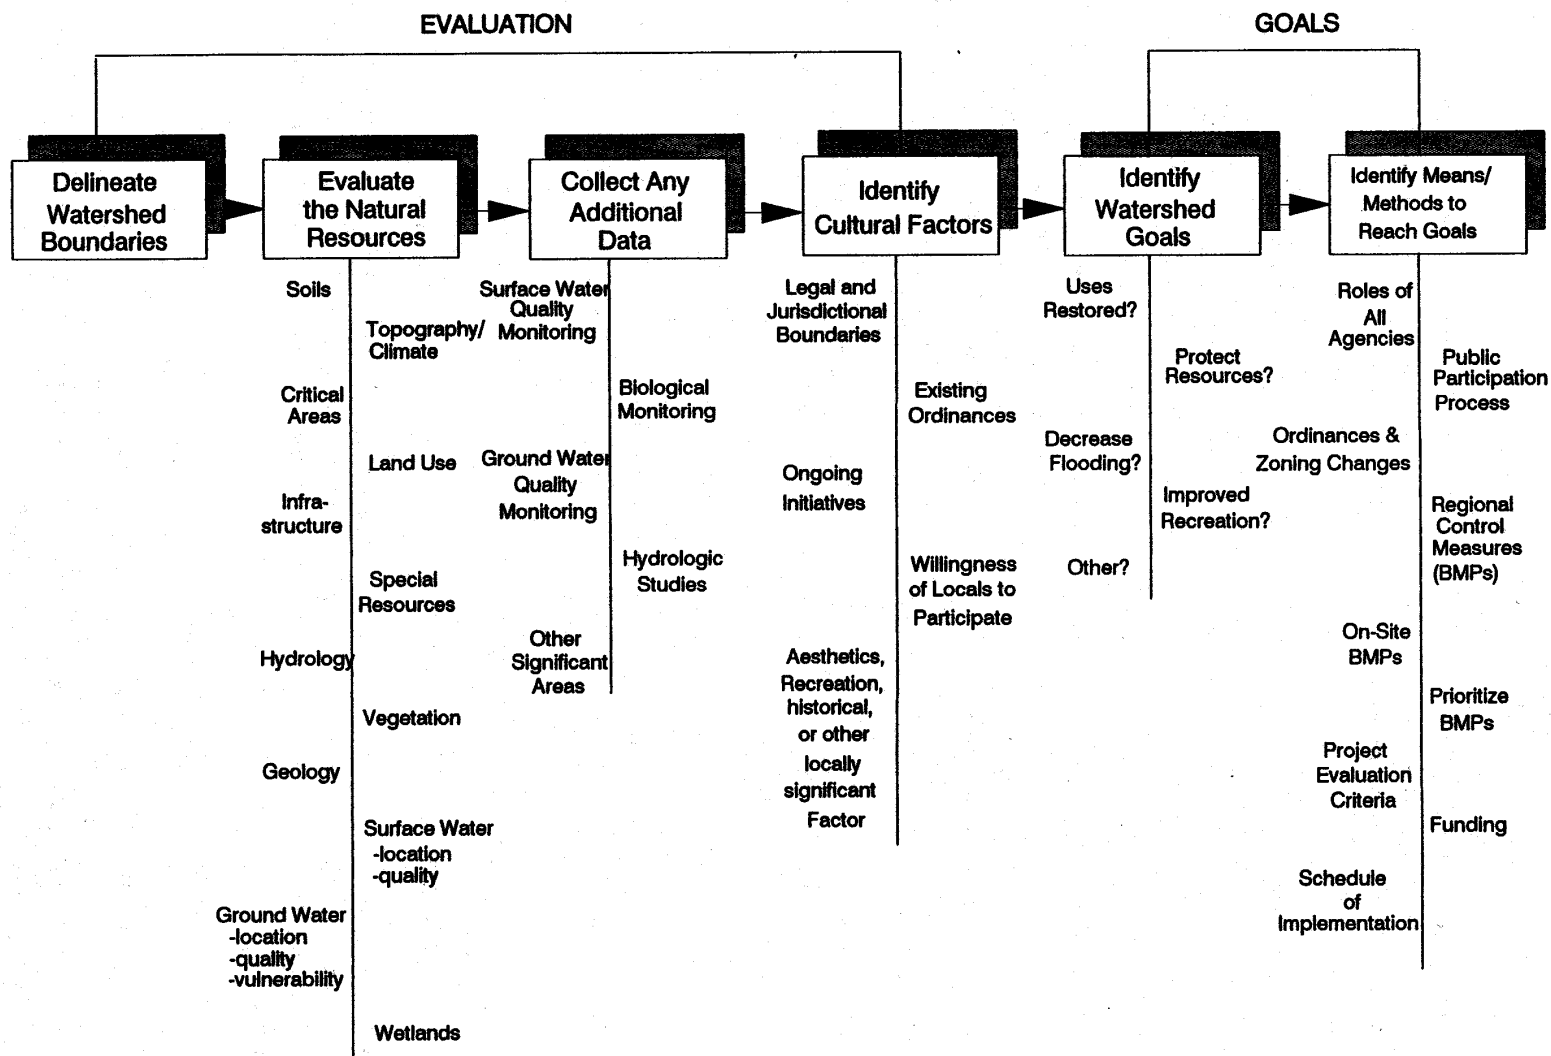 EVALUATION
GOALS
Delineate
Watershed
Boundaries
Evaluate
the Natural
Resources
Collect Any
Additional
Data
Identify
Cultural Factors
Identify
Watershed
Goals
Identify Means/
Methods to
Reach Goals
Soils
Topography/
Climate
Critical
Areas
Land Use
Infra-
structure
Special
Resources
Hydrology
Vegetation
Geology
Surface Water
-location
-quality
Ground Water
-location
-quality
-vulnerability
Wetlands
Surface Water
Quality
Monitoring
Biological
Monitoring
Ground Water
Quality
Monitoring
Hydrologic
Studies
Other
Significant
Areas
Legal and
Jurisdictional
Boundaries
Existing
Ordinances
Ongoing
Initiatives
Willingness
of Locals to
Participate
Aesthetics,
Recreation,
historical,
or other
locally
significant
Factor
Uses
Restored?
Protect
Resources?
Decrease
Flooding?
Improved
Recreation?
Other?
Roles of
All
Agencies
Public
Participation
Process
Ordinances &
Zoning Changes
Regional
Control
Measures
(BMPs)
On-Site
BMPs
Prioritize
BMPs
Project
Evaluation
Criteria
Funding
Schedule
of
Implementation